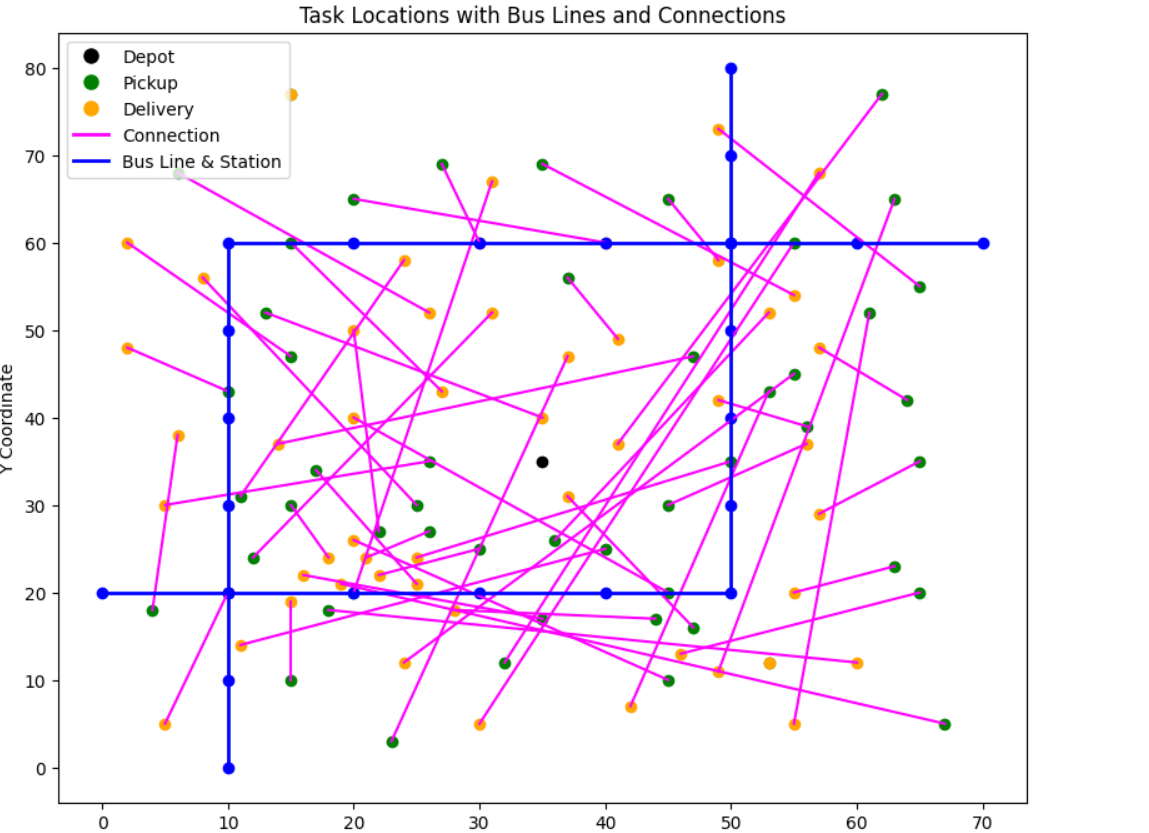 Task Locations with Bus Lines and Connections
Depot
Pickup
Delivery
Connection
Bus Line & Station
80
70
60
50
40
30
20
10
0
Y Coordinate
0 10 20 30 40 50 60 70